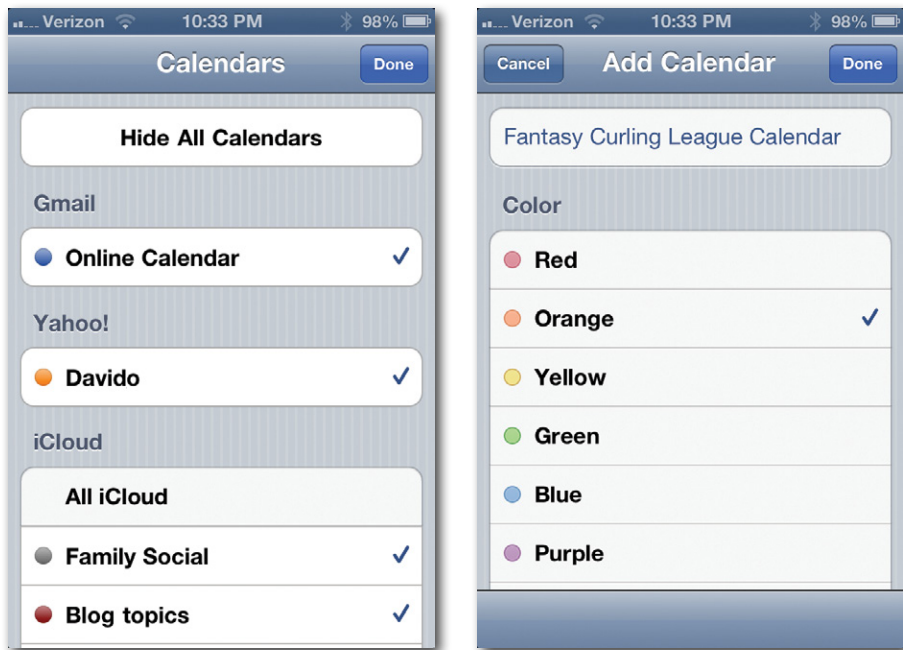 Verizon 10:33 PM 98%
Calendars Done
Hide All Calendars
Gmail
Online Calendar
Yahoo!
Davido
iCloud
All iCloud
Family Social
Blog topics
Verizon 10:33 PM 98%
Cancel Add Calendar Done
Fantasy Curling League Calendar
Color
Red
Orange
Yellow
Green
Blue
Purple